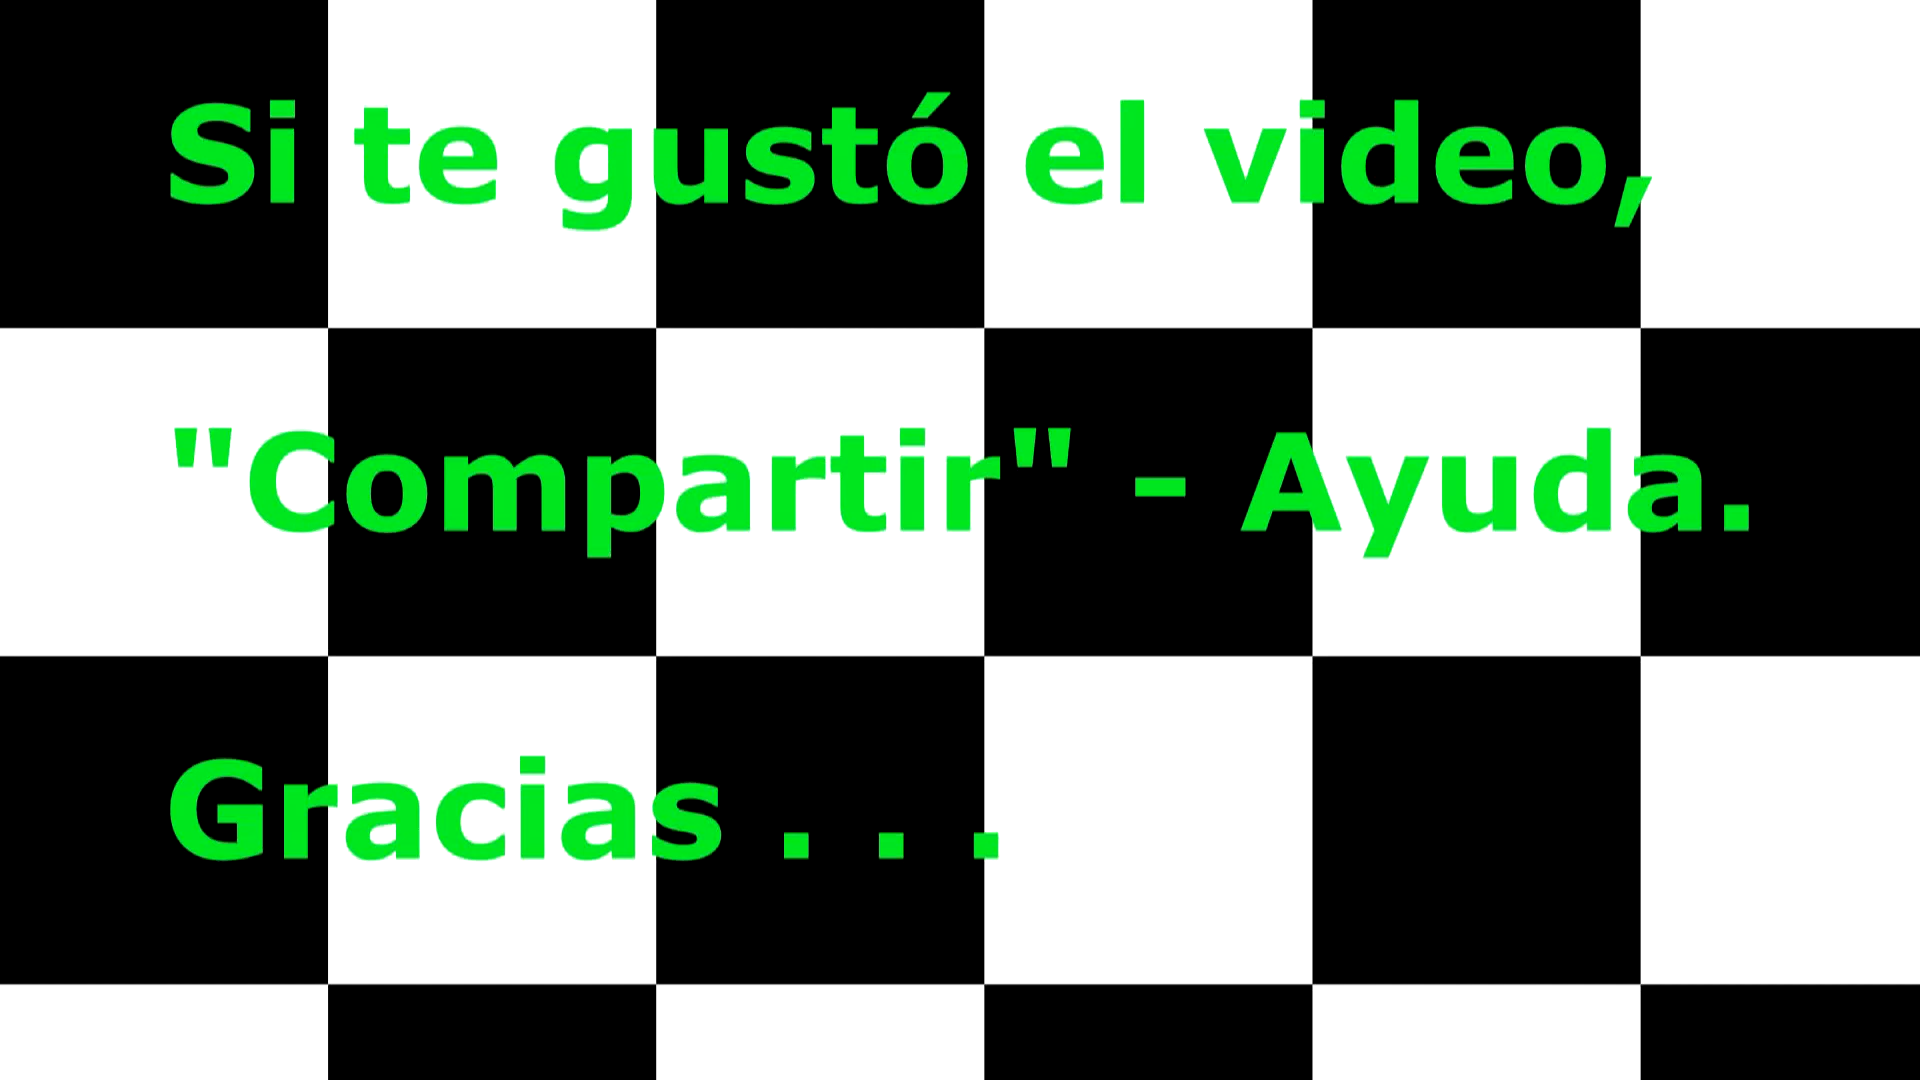 Si te gustó el video,
"Compartir" - Ayuda.
Gracias . . .